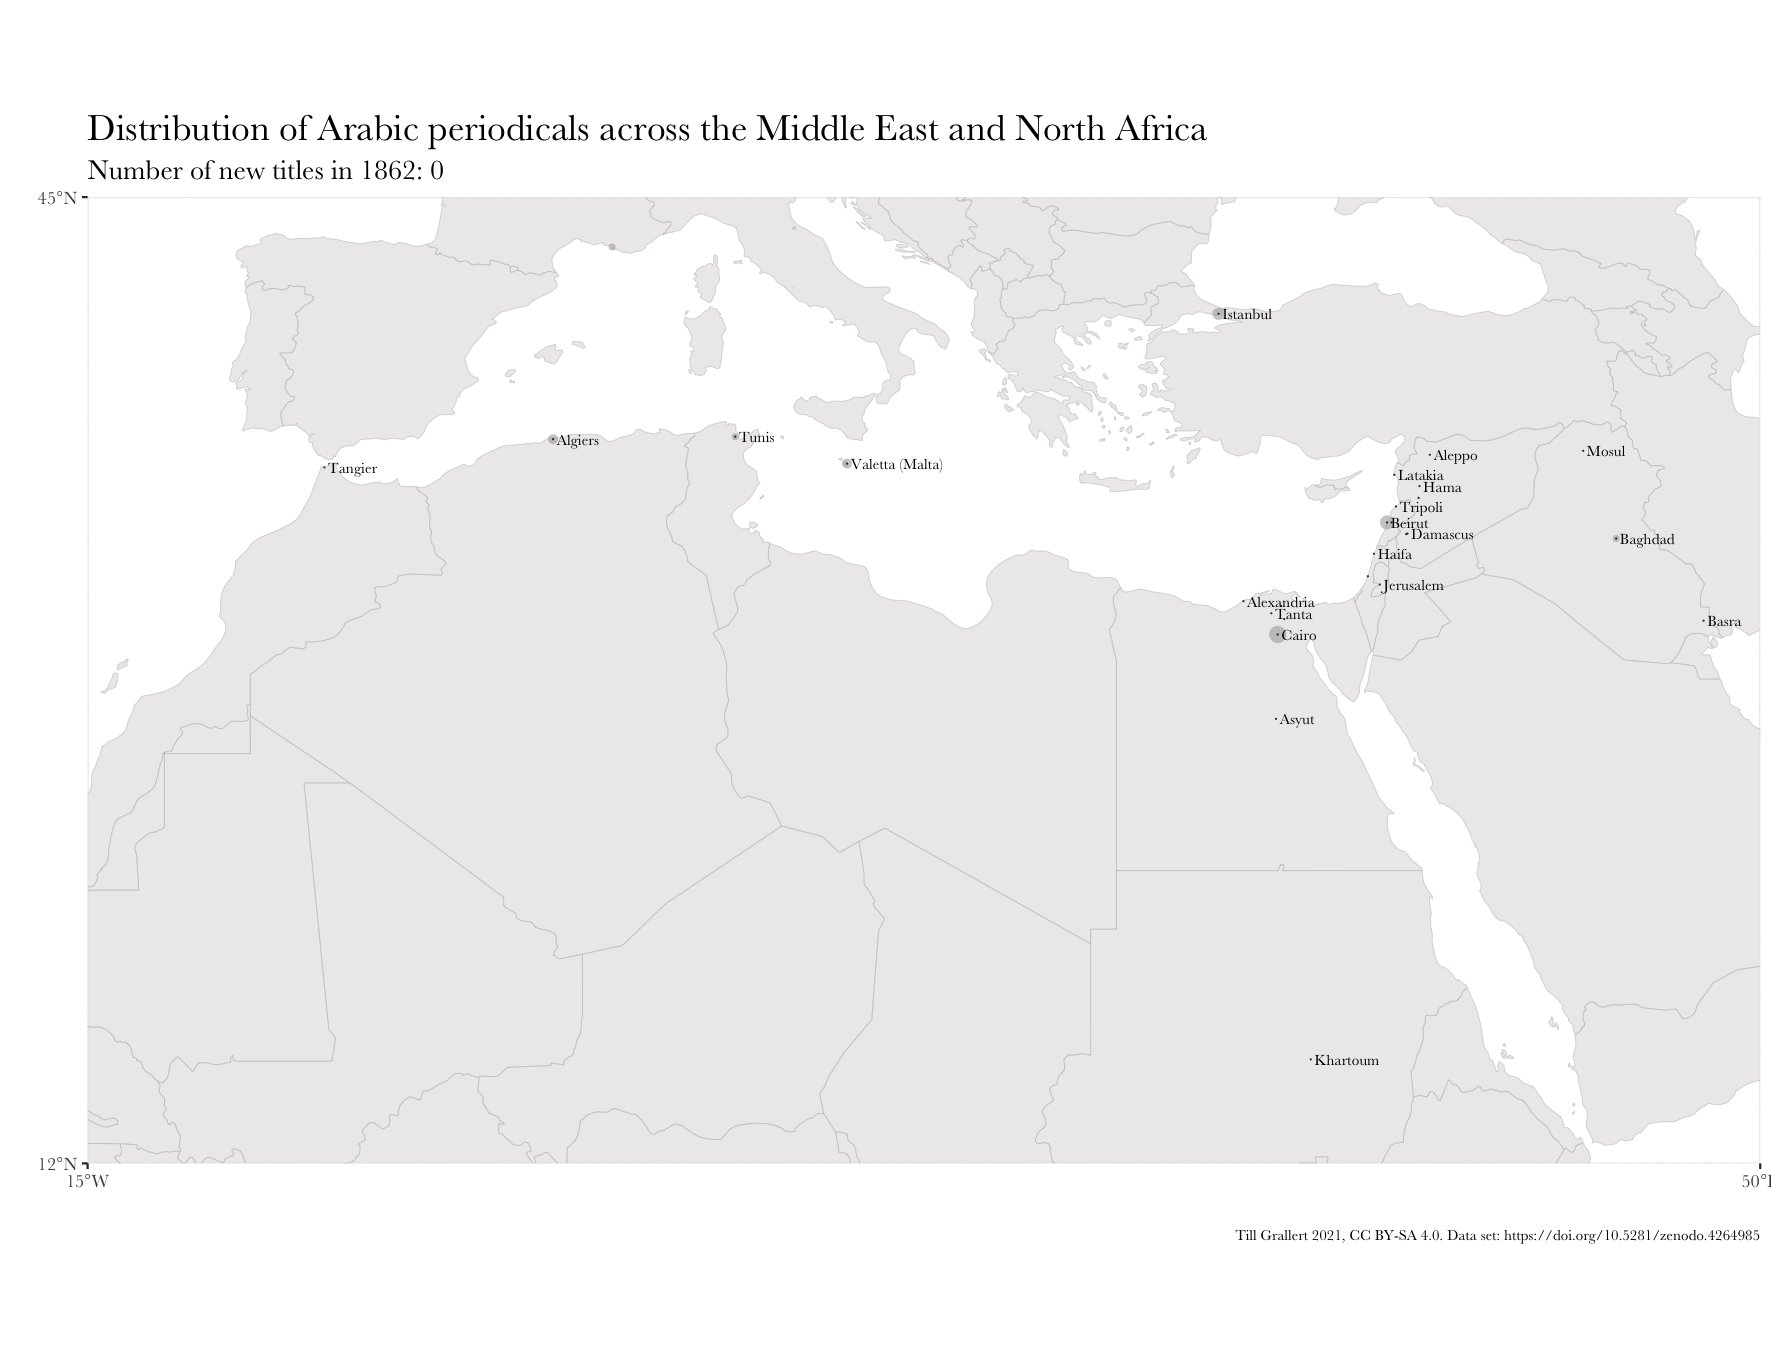 Distribution of Arabic periodicals across the Middle East and North Africa
Number of new titles in 1862: 0
45°N
Istanbul
Algiers
Tunis
Tangier
Valetta (Malta)
Aleppo
Mosul
Latakia
Hama
Tripoli
Beirut
Damascus
Baghdad
Haifa
Jerusalem
Alexandria
Tanta
Basra
Cairo
Asyut
Khartoum
12°N
15°W
50°
Till Grallert 2021, CC BY-SA 4.0. Data set: https://doi.org/10.5281/zenodo.4264985